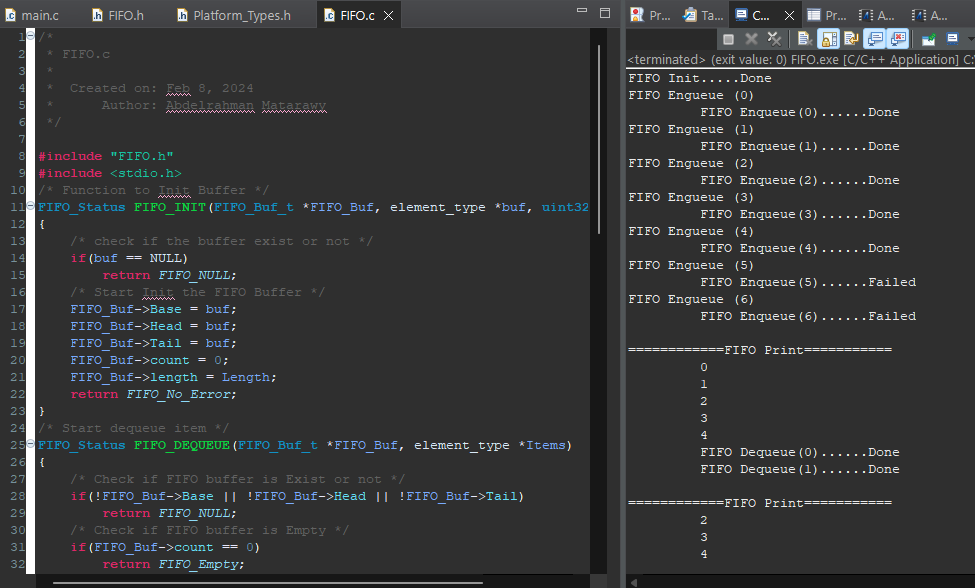 main.c FIFO.h Platform_Types.h FIFO.c
1 /*
2  * FIFO.c
3  *
4  *  Created on: Feb 8, 2024
5  *      Author: Abdelrahman Matarawy
6  */
7
8 #include "FIFO.h"
9 #include <stdio.h>
10 /* Function to Init Buffer */
11 FIFO_Status FIFO_INIT(FIFO_Buf_t *FIFO_Buf, element_type *buf, uint32
12 {
13     /* check if the buffer exist or not */
14     if(buf == NULL)
15         return FIFO_NULL;
16     /* Start Init the FIFO Buffer */
17     FIFO_Buf->Base = buf;
18     FIFO_Buf->Head = buf;
19     FIFO_Buf->Tail = buf;
20     FIFO_Buf->count = 0;
21     FIFO_Buf->length = Length;
22     return FIFO_No_Error;
23 }
24 /* Start dequeue item */
25 FIFO_Status FIFO_DEQUEUE(FIFO_Buf_t *FIFO_Buf, element_type *Items)
26 {
27     /* Check if FIFO buffer is Exist or not */
28     if(!FIFO_Buf->Base || !FIFO_Buf->Head || !FIFO_Buf->Tail)
29         return FIFO_NULL;
30     /* Check if FIFO buffer is Empty */
31     if(FIFO_Buf->count == 0)
32         return FIFO_Empty;
Pr... Ta... C... Pr... A... A...
<terminated> (exit value: 0) FIFO.exe [C/C++ Application] C:
FIFO Init.....Done
FIFO Enqueue (0)
         FIFO Enqueue(0)......Done
FIFO Enqueue (1)
         FIFO Enqueue(1)......Done
FIFO Enqueue (2)
         FIFO Enqueue(2)......Done
FIFO Enqueue (3)
         FIFO Enqueue(3)......Done
FIFO Enqueue (4)
         FIFO Enqueue(4)......Done
FIFO Enqueue (5)
         FIFO Enqueue(5)......Failed
FIFO Enqueue (6)
         FIFO Enqueue(6)......Failed
============FIFO Print===========
         0
         1
         2
         3
         4
         FIFO Dequeue(0)......Done
         FIFO Dequeue(1)......Done
============FIFO Print===========
         2
         3
         4